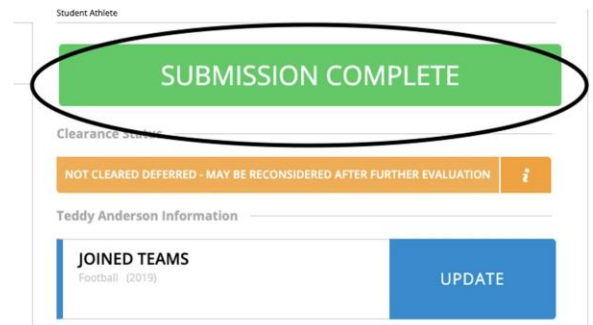 Student Athlete
SUBMISSION COMPLETE
Clearance Status
NOT CLEARED DEFERRED - MAY BE RECONSIDERED AFTER FURTHER EVALUATION i
Teddy Anderson Information
JOINED TEAMS
Football (2019)
UPDATE